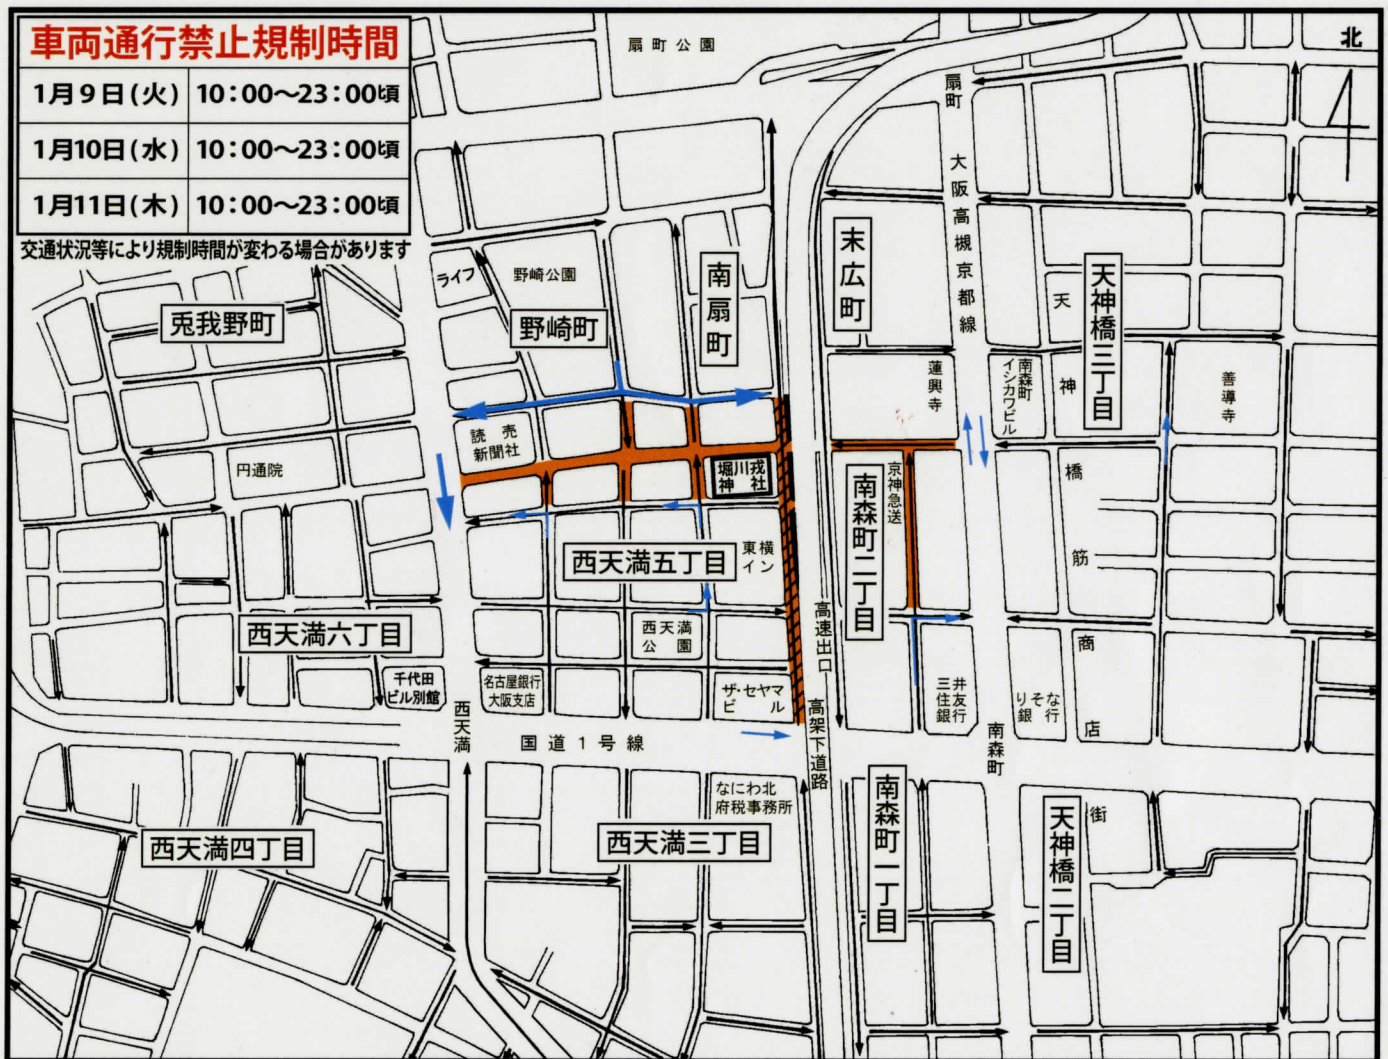 車両通行禁止規制時間
1月9日(火) 10:00～23:00頃
1月10日(水) 10:00～23:00頃
1月11日(木) 10:00～23:00頃
交通状況等により規制時間が変わる場合があります
北
扇町公園
扇町
大阪高槻京都線
ライフ
野崎公園
兎我野町
野崎町
南扇町
末広町
天神橋三丁目
天神橋筋商店街
蓮興寺
南森町
イシカワビル
善導寺
読売
新聞社
円通院
堀川戎
神社
京神急送
南森町二丁目
西天満五丁目
東横
イン
西天満六丁目
西天満
公園
高速出口
千代田
ビル別館
名古屋銀行
大阪支店
ザ・セヤマ
ビル
三井
住友
銀行
りそな
銀行
西天満
国道1号線
高架下道路
南森町
なにわ北
府税事務所
西天満四丁目
西天満三丁目
南森町一丁目
天神橋二丁目